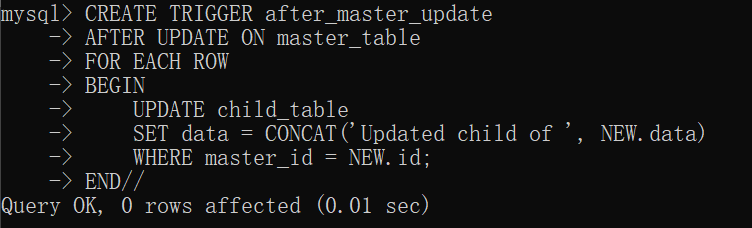 mysql> CREATE TRIGGER after_master_update
    -> AFTER UPDATE ON master_table
    -> FOR EACH ROW
    -> BEGIN
    ->     UPDATE child_table
    ->     SET data = CONCAT('Updated child of ', NEW.data)
    ->     WHERE master_id = NEW.id;
    -> END//
Query OK, 0 rows affected (0.01 sec)